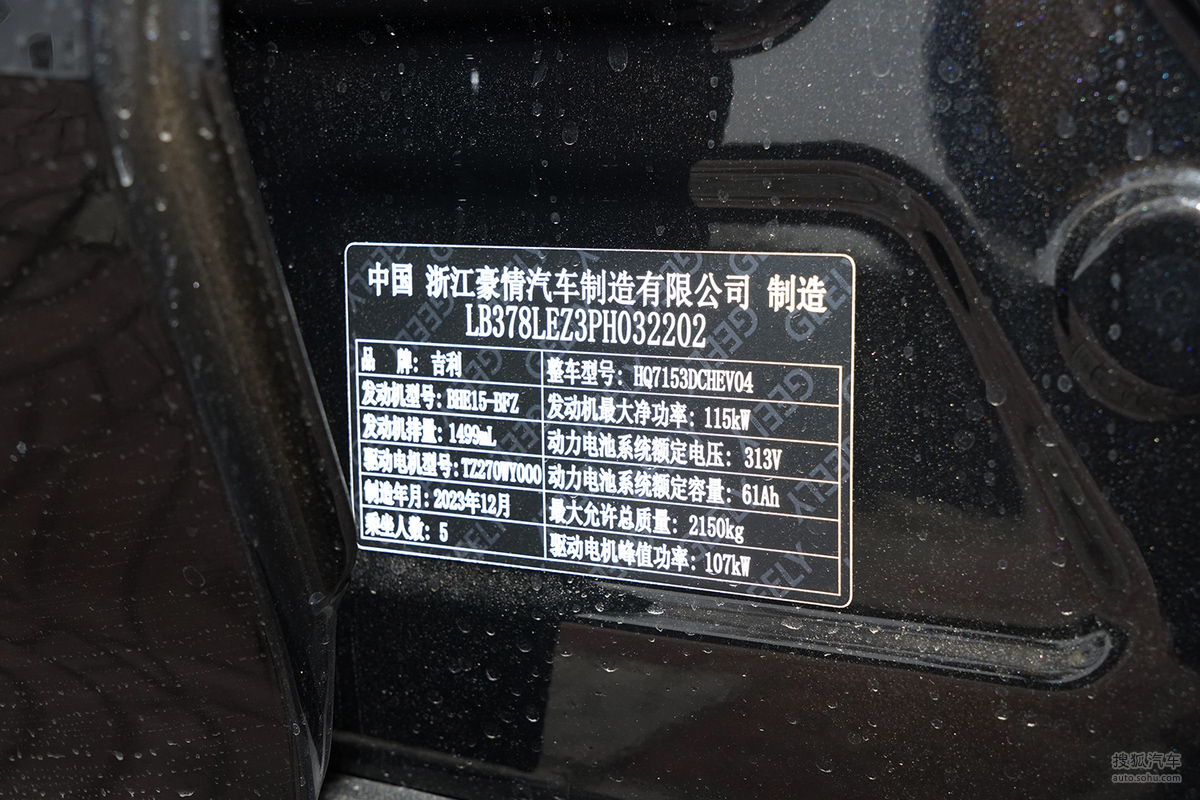 中国 浙江豪情汽车制造有限公司 制造
LB378LEZ3PH032202
品 牌: 吉利
整车型号: HQ7153DCHEV04
发动机型号: BHE15-BFZ
发动机最大净功率: 115kW
发动机排量: 1499mL
动力电池系统额定电压: 313V
驱动电机型号: TZ270WY000
动力电池系统额定容量: 61Ah
制造年月: 2023年12月
最大允许总质量: 2150kg
乘坐人数: 5
驱动电机峰值功率: 107kW
GEELY
搜狐汽车
auto.sohu.com